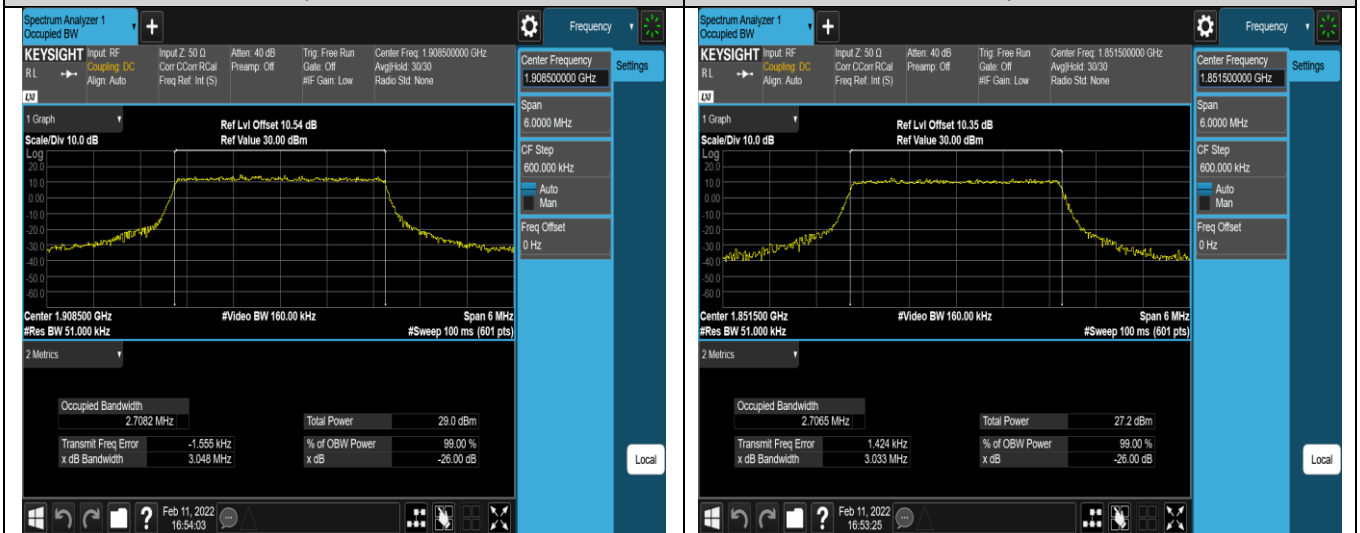 Spectrum Analyzer 1
Occupied BW
Frequency
KEYSIGHT
Input: RF
Coupling: DC
Align: Auto
Input Z: 50 Ω
Corr CCorr RCal
Freq Ref: Int (S)
Atten: 40 dB
Preamp: Off
Trig: Free Run
Gate: Off
#IF Gain: Low
Center Freq: 1.908500000 GHz
Avg|Hold: 30/30
Radio Std: None
R L
LXI
Center Frequency
1.908500000 GHz
Settings
Span
6.0000 MHz
CF Step
600.000 kHz
Auto
Man
Freq Offset
0 Hz
1 Graph
Scale/Div 10.0 dB
Ref Lvl Offset 10.54 dB
Ref Value 30.00 dBm
Log
20.0
10.0
0.00
-10.0
-20.0
-30.0
-40.0
-50.0
-60.0
Center 1.908500 GHz
#Res BW 51.000 kHz
#Video BW 160.00 kHz
Span 6 MHz
#Sweep 100 ms (601 pts)
2 Metrics
Occupied Bandwidth
2.7082 MHz
Total Power 29.0 dBm
Transmit Freq Error -1.555 kHz
% of OBW Power 99.00 %
x dB Bandwidth 3.048 MHz
x dB -26.00 dB
Local
Feb 11, 2022
16:54:03
Spectrum Analyzer 1
Occupied BW
Frequency
KEYSIGHT
Input: RF
Coupling: DC
Align: Auto
Input Z: 50 Ω
Corr CCorr RCal
Freq Ref: Int (S)
Atten: 40 dB
Preamp: Off
Trig: Free Run
Gate: Off
#IF Gain: Low
Center Freq: 1.851500000 GHz
Avg|Hold: 30/30
Radio Std: None
R L
LXI
Center Frequency
1.851500000 GHz
Settings
Span
6.0000 MHz
CF Step
600.000 kHz
Auto
Man
Freq Offset
0 Hz
1 Graph
Scale/Div 10.0 dB
Ref Lvl Offset 10.35 dB
Ref Value 30.00 dBm
Log
20.0
10.0
0.00
-10.0
-20.0
-30.0
-40.0
-50.0
-60.0
Center 1.851500 GHz
#Res BW 51.000 kHz
#Video BW 160.00 kHz
Span 6 MHz
#Sweep 100 ms (601 pts)
2 Metrics
Occupied Bandwidth
2.7065 MHz
Total Power 27.2 dBm
Transmit Freq Error 1.424 kHz
% of OBW Power 99.00 %
x dB Bandwidth 3.033 MHz
x dB -26.00 dB
Local
Feb 11, 2022
16:53:25